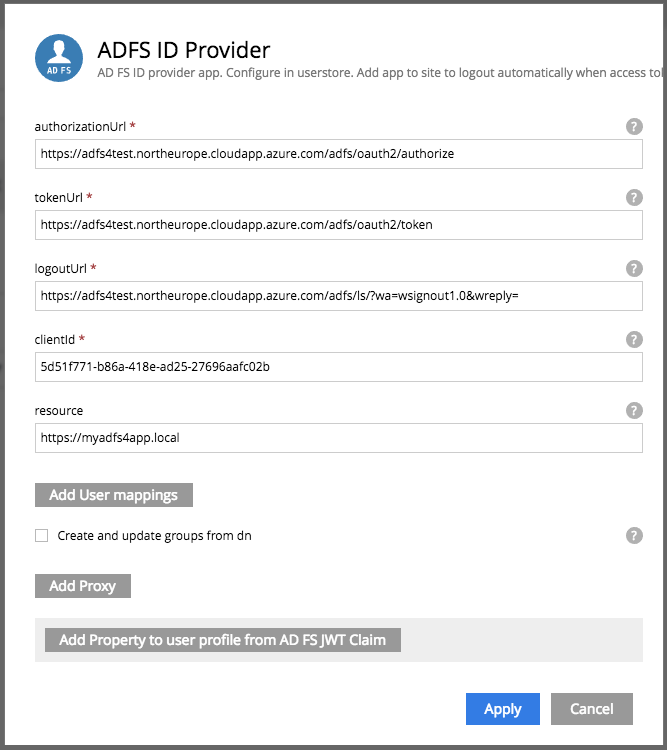 AD FS
ADFS ID Provider
AD FS ID provider app. Configure in userstore. Add app to site to logout automatically when access
authorizationUrl *
?
https://adfs4test.northeurope.cloudapp.azure.com/adfs/oauth2/authorize
tokenUrl *
?
https://adfs4test.northeurope.cloudapp.azure.com/adfs/oauth2/token
logoutUrl *
?
https://adfs4test.northeurope.cloudapp.azure.com/adfs/ls/?wa=wsignout1.0&wreply=
clientId *
?
5d51f771-b86a-418e-ad25-27696aafc02b
resource
?
https://myadfs4app.local
Add User mappings
Create and update groups from dn
?
Add Proxy
Add Property to user profile from AD FS JWT Claim
Apply
Cancel